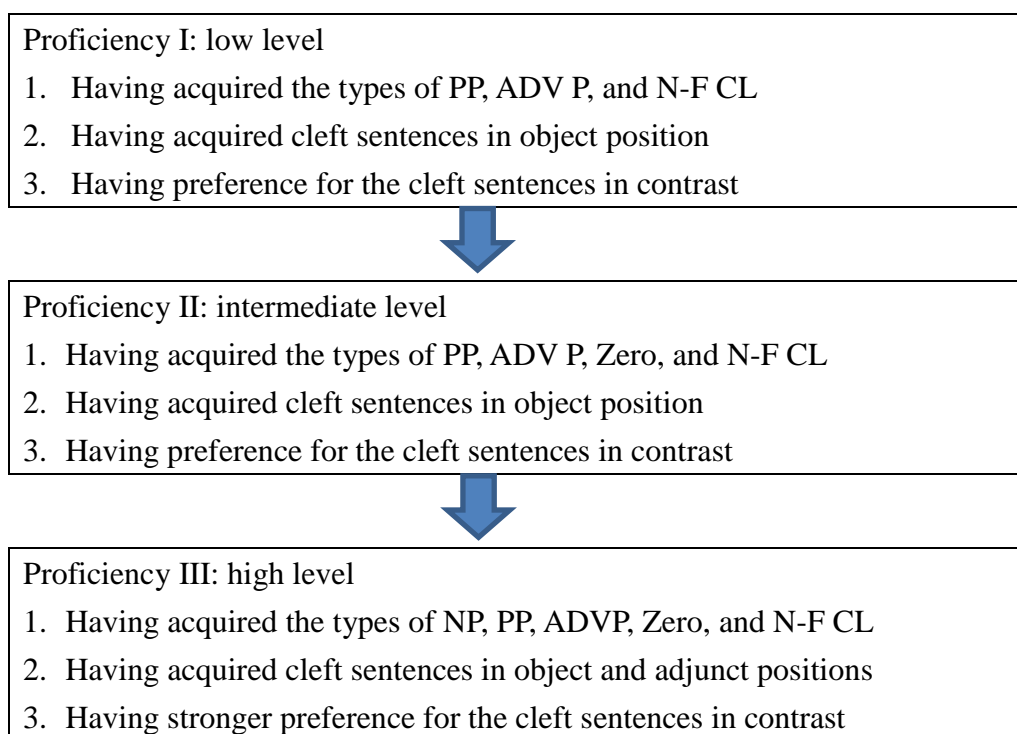 Proficiency I: low level
1. Having acquired the types of PP, ADV P, and N-F CL
2. Having acquired cleft sentences in object position
3. Having preference for the cleft sentences in contrast
Proficiency II: intermediate level
1. Having acquired the types of PP, ADV P, Zero, and N-F CL
2. Having acquired cleft sentences in object position
3. Having preference for the cleft sentences in contrast
Proficiency III: high level
1. Having acquired the types of NP, PP, ADVP, Zero, and N-F CL
2. Having acquired cleft sentences in object and adjunct positions
3. Having stronger preference for the cleft sentences in contrast